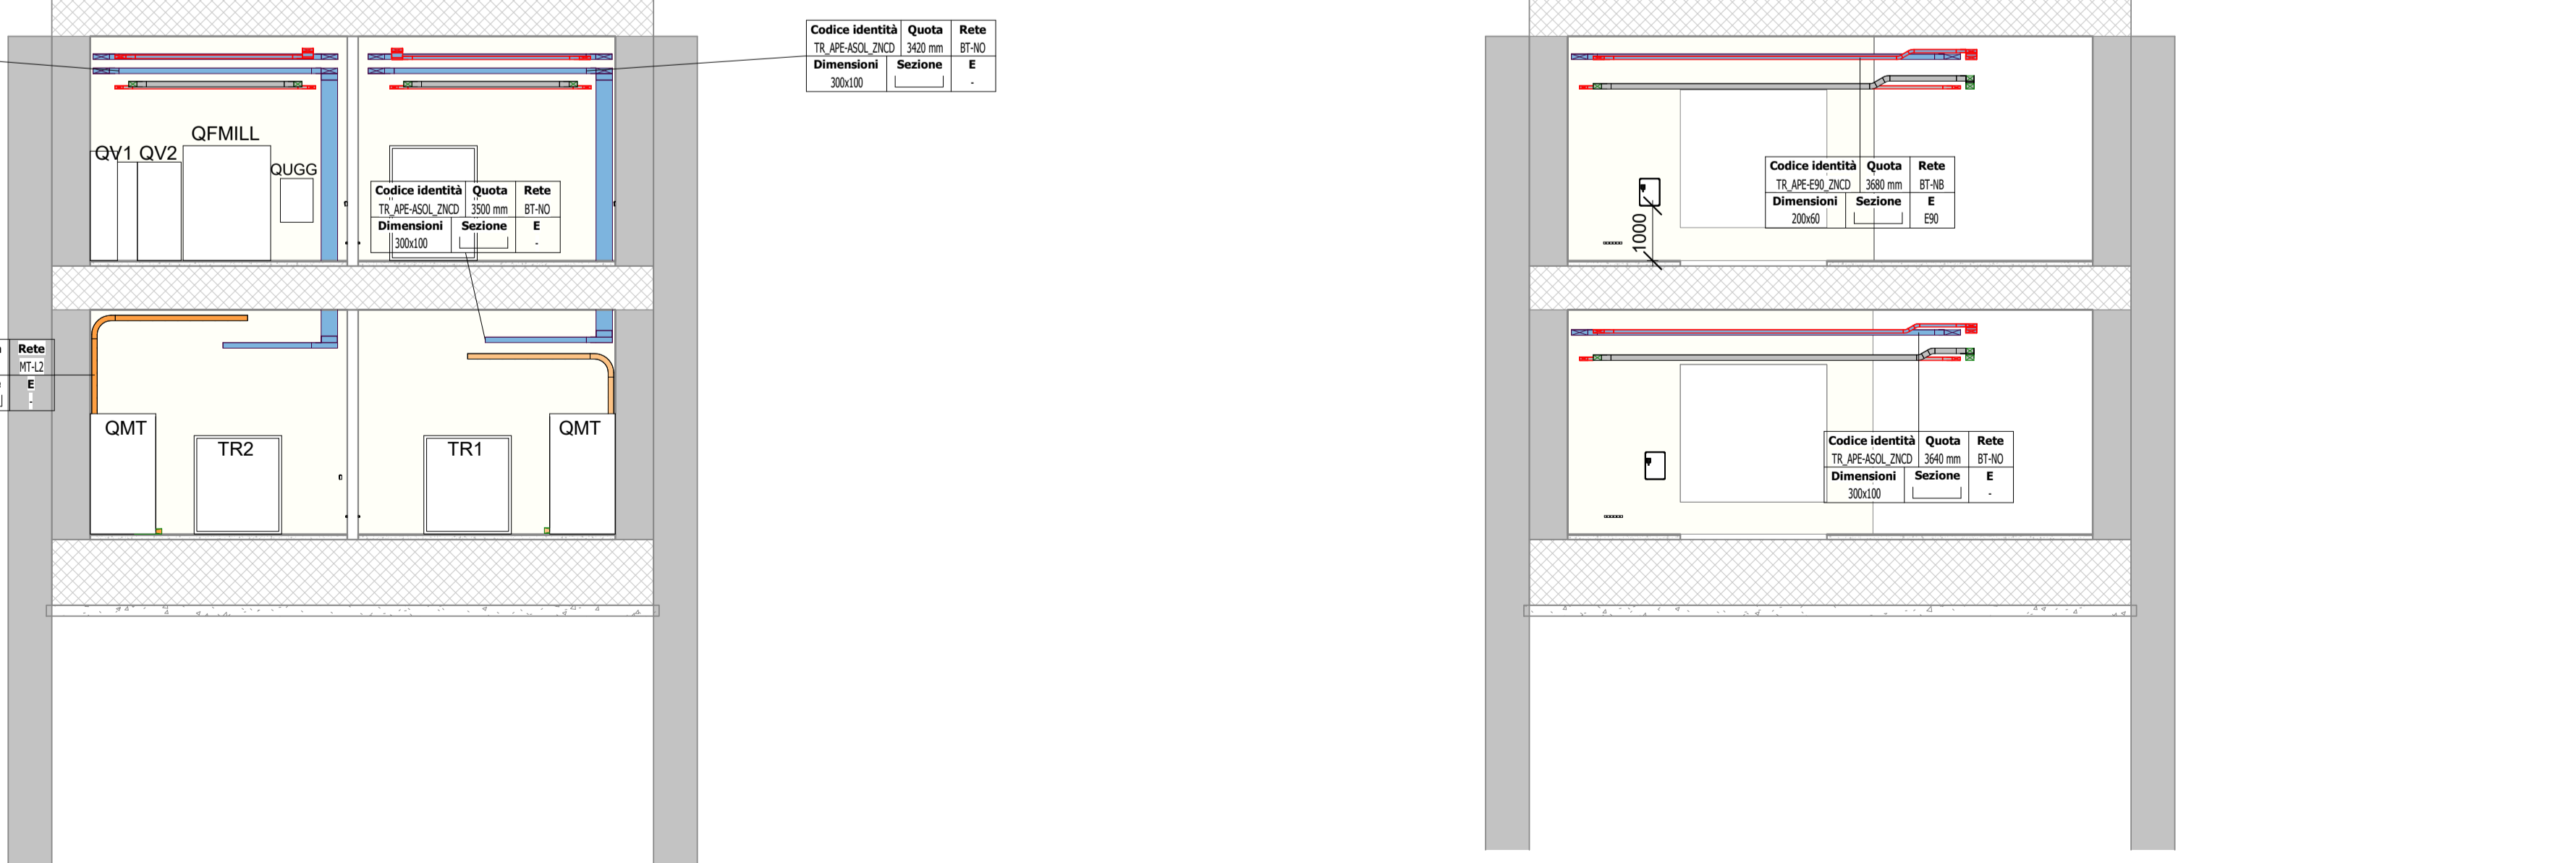 Codice identità Quota Rete
TR_APE-ASOL_ZNCD 3420 mm BT-NO
Dimensioni Sezione E
300x100 -
QFMILL
QV1 QV2
QUGG
Codice identità Quota Rete
TR_APE-ASOL_ZNCD 3500 mm BT-NO
Dimensioni Sezione E
300x100 -
Rete
MT-L2
E
-
QMT
TR2
TR1
QMT
Codice identità Quota Rete
TR_APE-E90_ZNCD 3680 mm BT-NB
Dimensioni Sezione E
200x60 E90
1000
Codice identità Quota Rete
TR_APE-ASOL_ZNCD 3640 mm BT-NO
Dimensioni Sezione E
300x100 -